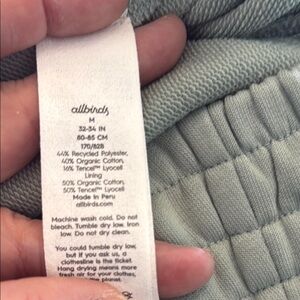 allbirds
M
32-34 IN
80-85 CM
170/82B
44% Recycled Polyester,
40% Organic Cotton,
16% Tencel™ Lyocell
Lining
50% Organic Cotton,
50% Tencel™ Lyocell
Made in Peru
allbirds.com
Machine wash cold. Do not
bleach. Tumble dry low. Iron
low. Do not dry clean.
You could tumble dry low,
but if you ask us, a
clothesline is the ticket.
Hang drying means more
fresh air for your clothes,
the planet.